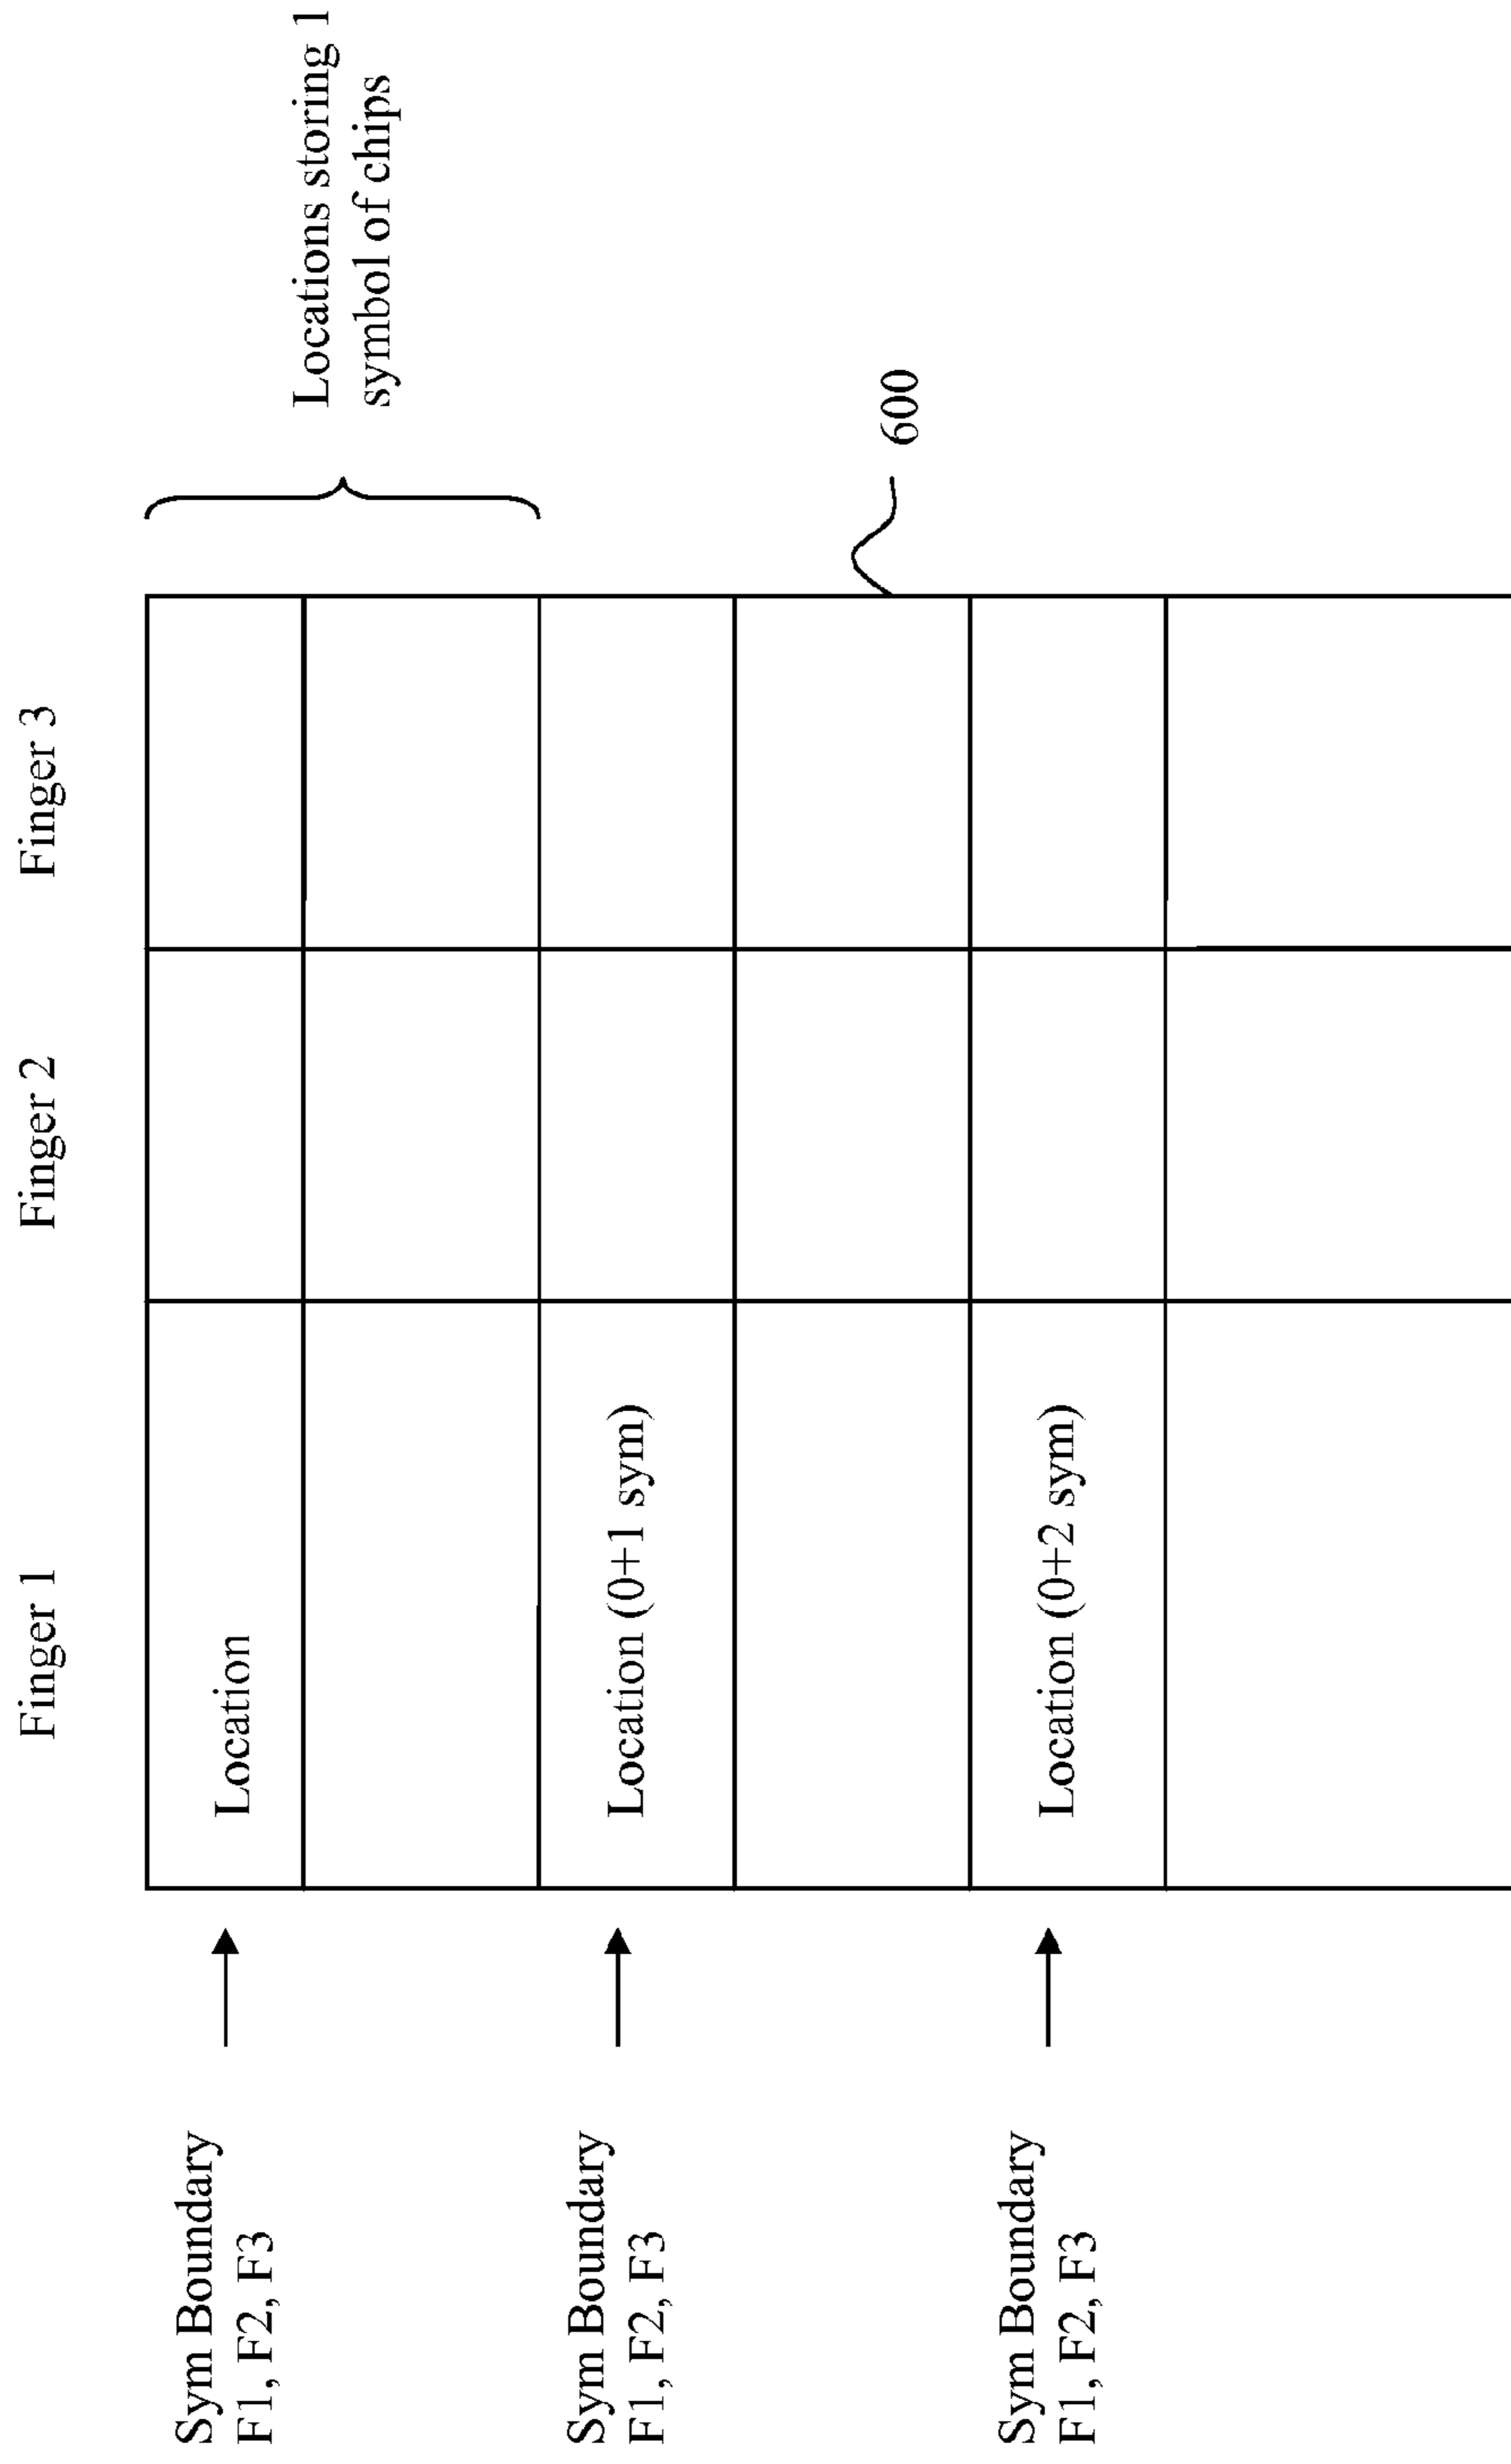 Finger 1
Finger 2
Finger 3
Sym Boundary
F1, F2, F3
Location
Locations storing 1
symbol of chips
Sym Boundary
F1, F2, F3
Location (0+1 sym)
600
Sym Boundary
F1, F2, F3
Location (0+2 sym)